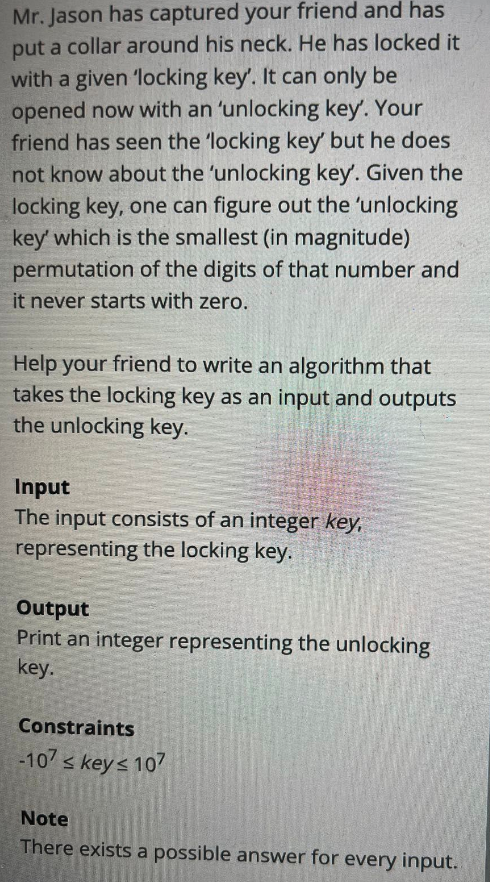 Mr. Jason has captured your friend and has
put a collar around his neck. He has locked it
with a given ‘locking key’. It can only be
opened now with an ‘unlocking key’. Your
friend has seen the ‘locking key’ but he does
not know about the ‘unlocking key’. Given the
locking key, one can figure out the ‘unlocking
key’ which is the smallest (in magnitude)
permutation of the digits of that number and
it never starts with zero.
Help your friend to write an algorithm that
takes the locking key as an input and outputs
the unlocking key.
Input
The input consists of an integer key,
representing the locking key.
Output
Print an integer representing the unlocking
key.
Constraints
-10⁷ ≤ key ≤ 10⁷
Note
There exists a possible answer for every input.